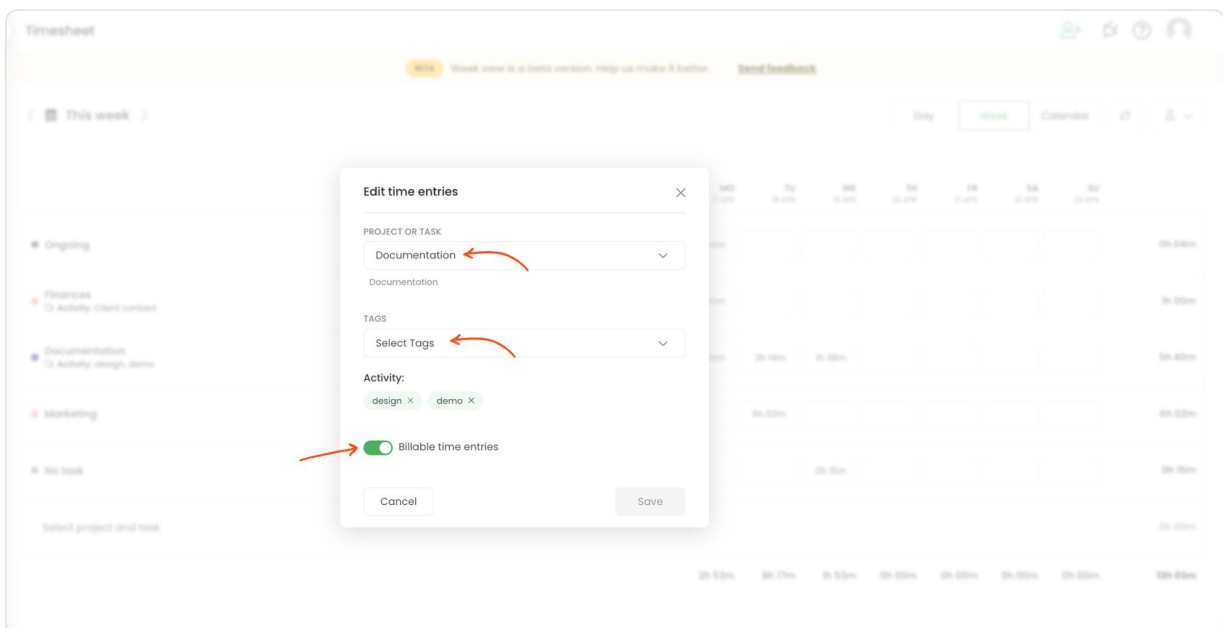 Timesheet
BETA Week view is a beta version. Help us make it better. Send feedback
This week
Day Week Calendar
Edit time entries
MO TU WE TH FR SA SU
PROJECT OR TASK
Documentation
Documentation
TAGS
Select Tags
Activity:
design × demo ×
Billable time entries
Cancel Save
Ongoing 0h 04m
Finances
Activity: Client contact
1h 00m
Documentation
Activity: design, demo
2h 14m 1h 38m 5h 40m
Marketing 6h 02m 6h 02m
No task 0h 15m 0h 15m
Select project and task 0h 00m
2h 53m 8h 17m 1h 53m 0h 00m 0h 00m 0h 00m 0h 00m 13h 03m